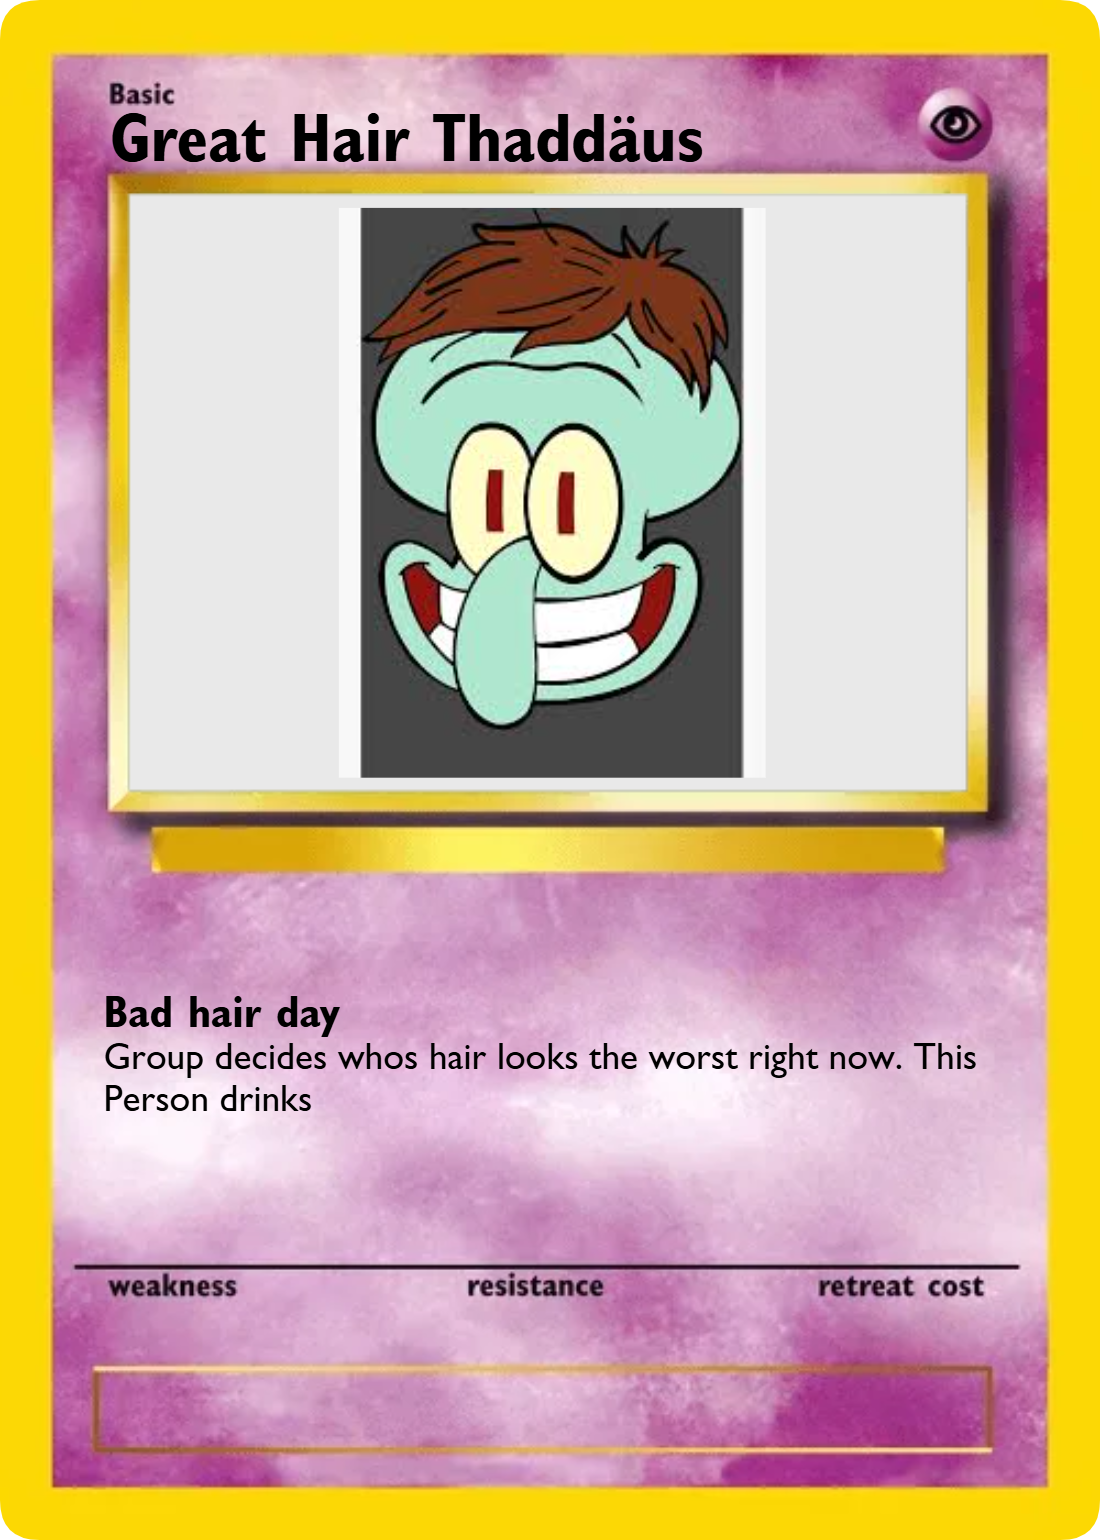 Basic
Great Hair Thaddäus
Bad hair day
Group decides whos hair looks the worst right now. This
Person drinks
weakness resistance retreat cost